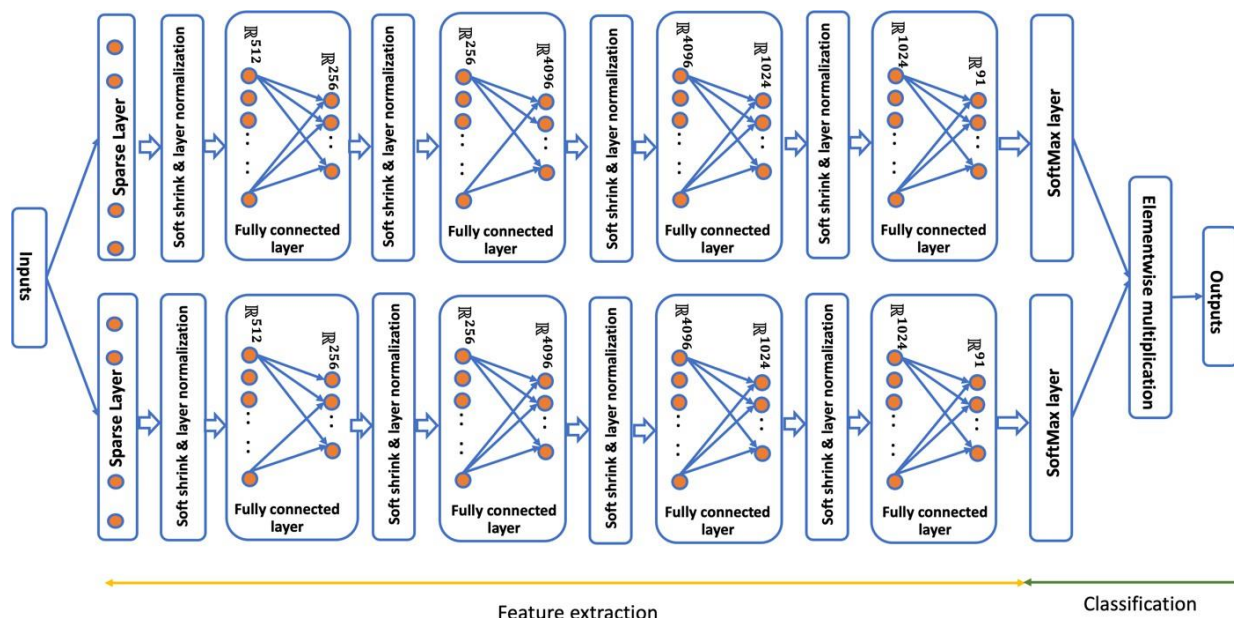 Inputs
Sparse Layer
Soft shrink & layer normalization
ℝ⁵¹²
ℝ²⁵⁶
Fully connected
layer
Soft shrink & layer normalization
ℝ²⁵⁶
ℝ⁴⁰⁹⁶
Fully connected
layer
Soft shrink & layer normalization
ℝ⁴⁰⁹⁶
ℝ¹⁰²⁴
Fully connected
layer
Soft shrink & layer normalization
ℝ¹⁰²⁴
ℝ⁹¹
Fully connected
layer
SoftMax layer
Sparse Layer
Soft shrink & layer normalization
ℝ⁵¹²
ℝ²⁵⁶
Fully connected
layer
Soft shrink & layer normalization
ℝ²⁵⁶
ℝ⁴⁰⁹⁶
Fully connected
layer
Soft shrink & layer normalization
ℝ⁴⁰⁹⁶
ℝ¹⁰²⁴
Fully connected
layer
Soft shrink & layer normalization
ℝ¹⁰²⁴
ℝ⁹¹
Fully connected
layer
SoftMax layer
Elementwise multiplication
Outputs
Feature extraction
Classification